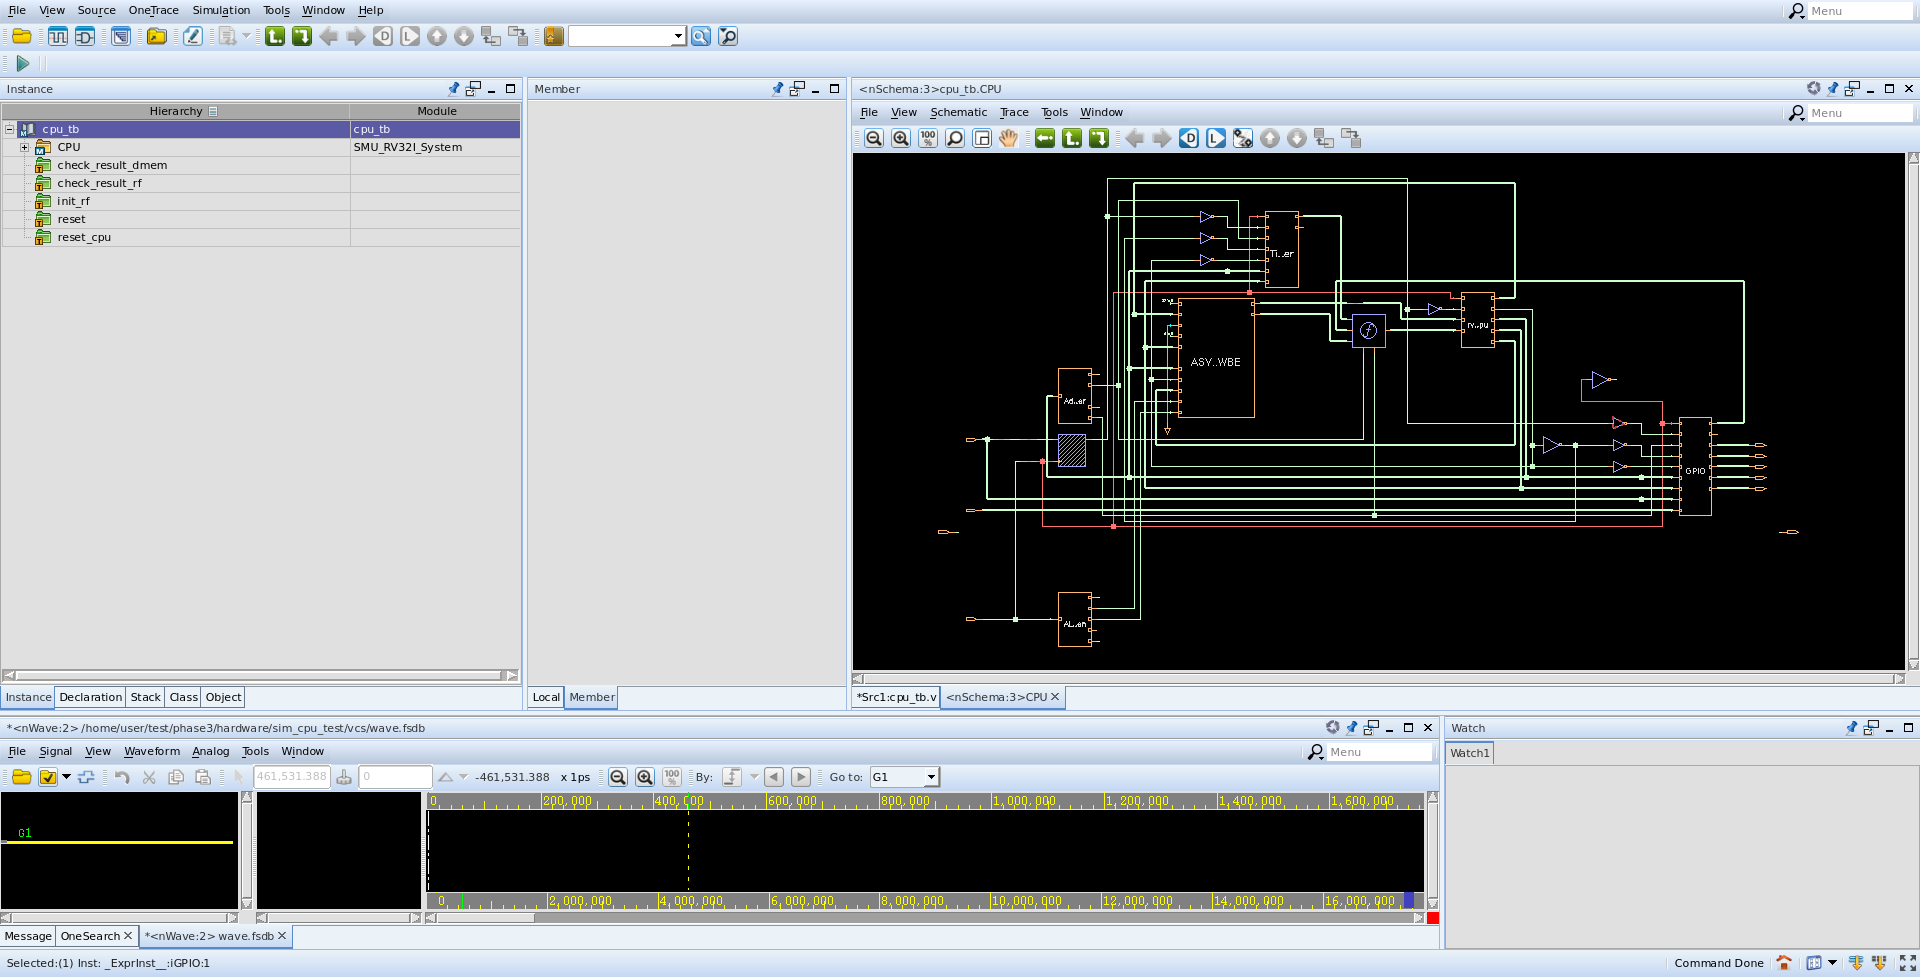 File View Source OneTrace Simulation Tools Window Help Menu
Instance
Hierarchy Module
cpu_tb cpu_tb
CPU SMU_RV32I_System
check_result_dmem
check_result_rf
init_rf
reset
reset_cpu
Instance Declaration Stack Class Object
Member
Local Member
<nSchema:3>cpu_tb.CPU
File View Schematic Trace Tools Window Menu
100%
Ti..er
rv..pu
ASY..WBE
Ad..er
GPIO
AL..en
*Src1:cpu_tb.v <nSchema:3>CPU
*<nWave:2> /home/user/test/phase3/hardware/sim_cpu_test/vcs/wave.fsdb
File Signal View Waveform Analog Tools Window Menu
461,531.388 0 -461,531.388 x 1ps 100% By: Go to: G1
G1
0 200,000 400,000 600,000 800,000 1,000,000 1,200,000 1,400,000 1,600,000
0 2,000,000 4,000,000 6,000,000 8,000,000 10,000,000 12,000,000 14,000,000 16,000,000
Message OneSearch *<nWave:2> wave.fsdb
Watch
Watch1
Selected:(1) Inst: _ExprInst__:iGPIO:1 Command Done